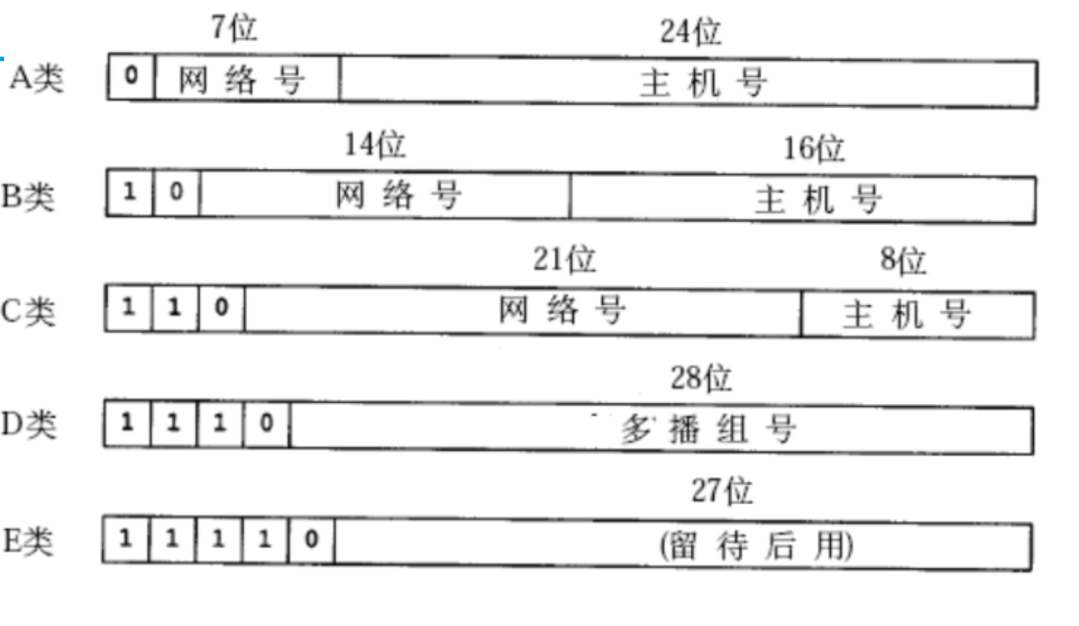 7位 24位
A类 0 网络号 主机号
14位 16位
B类 1 0 网络号 主机号
21位 8位
C类 1 1 0 网络号 主机号
28位
D类 1 1 1 0 多播组号
27位
E类 1 1 1 1 0 (留待后用)